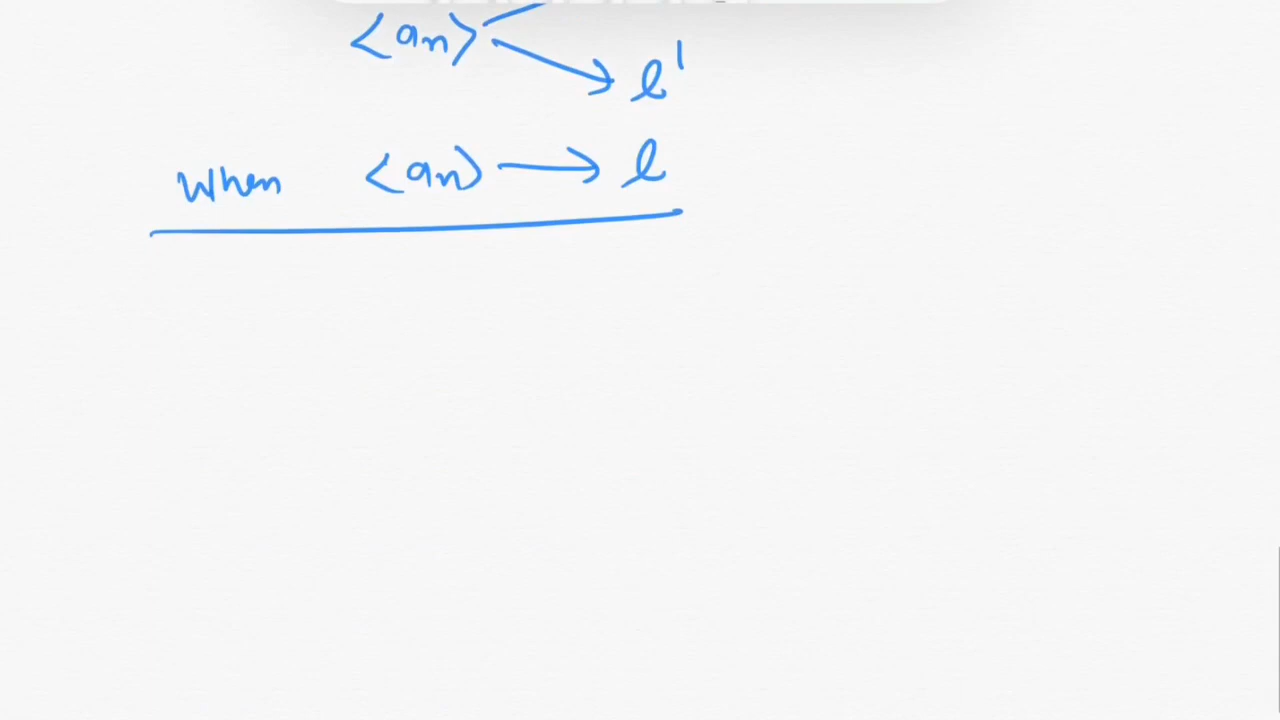 <an> → l'
When <an> → l